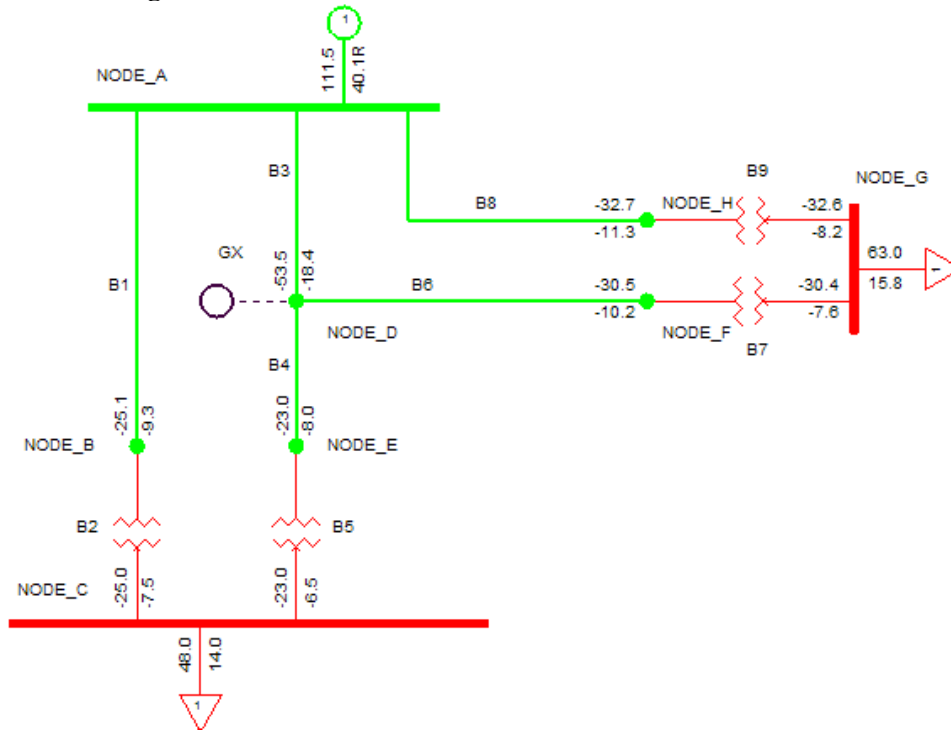 1
111.5
40.1R
NODE_A
B3
B9
NODE_G
B8
-32.7
-11.3
NODE_H
-32.6
-8.2
GX
-53.5
-18.4
63.0
15.8
1
B1
B6
-30.5
-10.2
-30.4
-7.6
NODE_D
NODE_F
B7
B4
-25.1
-9.3
-23.0
-8.0
NODE_B
NODE_E
B2
B5
NODE_C
-25.0
-7.5
-23.0
-6.5
48.0
14.0
1